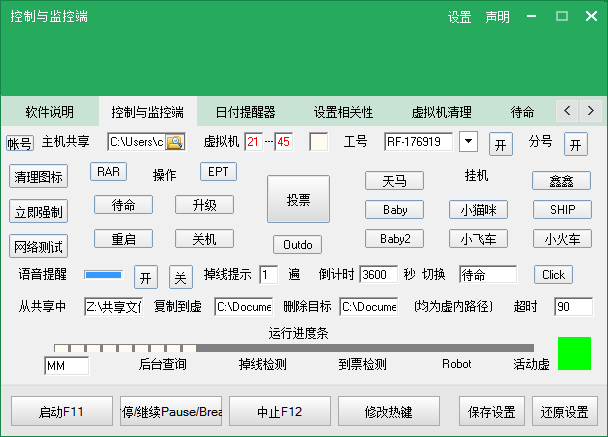 控制与监控端 设置 声明
软件说明 控制与监控端 日付提醒器 设置相关性 虚拟机清理 待命
帐号 主机共享 C:\Users\c 虚拟机 21 --- 45 工号 RF-176919 开 分号 开
清理图标 RAR 操作 EPT 投票 天马 挂机 鑫鑫
立即强制 待命 升级 Baby 小猫咪 SHIP
网络测试 重启 关机 Outdo Baby2 小飞车 小火车
语音提醒 开 关 掉线提示 1 遍 倒计时 3600 秒 切换 待命 Click
从共享中 Z:\共享文件 复制到虚 C:\Docume 删除目标 C:\Docume (均为虚内路径) 超时 90
运行进度条
MM 后台查询 掉线检测 到票检测 Robot 活动虚
启动F11 停/继续Pause/Brea 中止F12 修改热键 保存设置 还原设置